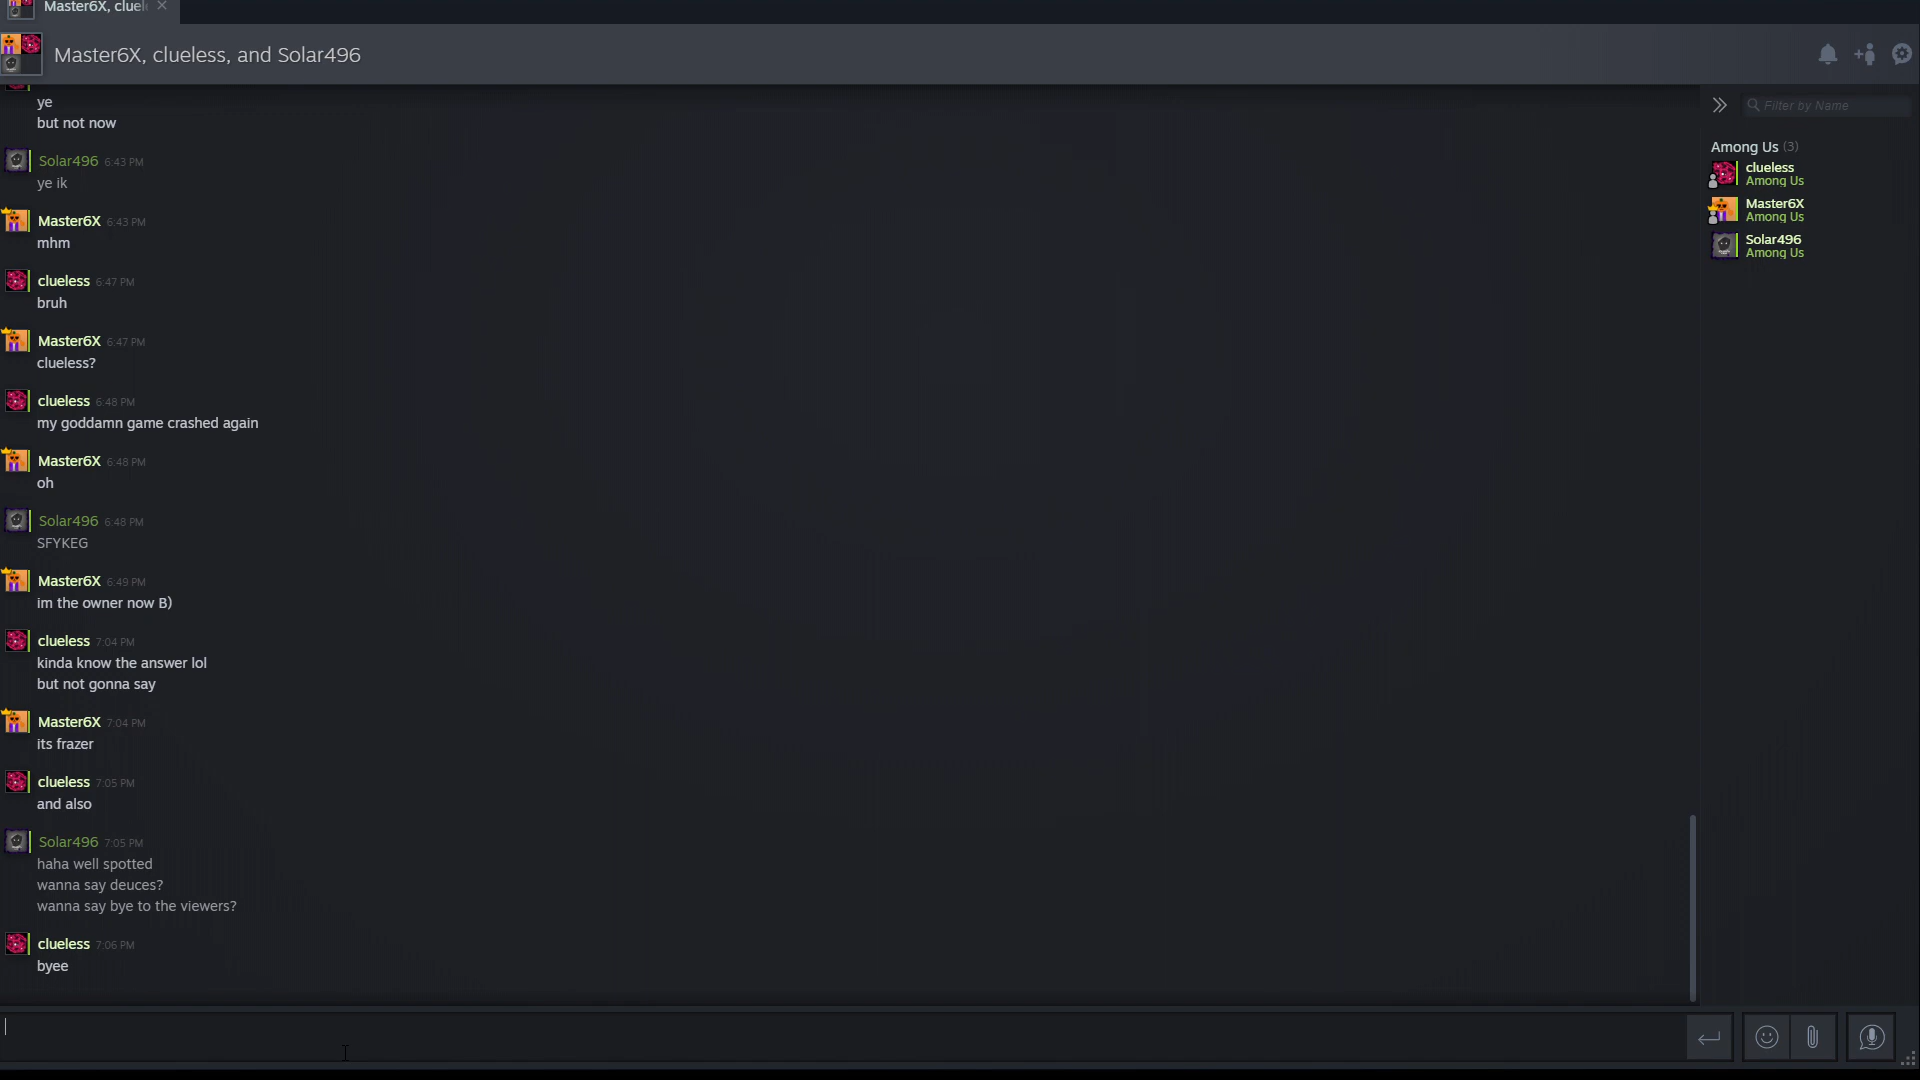 Master6X, cluel
Master6X, clueless, and Solar496
ye
but not now
Solar496 6:43 PM
ye ik
Master6X 6:43 PM
mhm
clueless 6:47 PM
bruh
Master6X 6:47 PM
clueless?
clueless 6:48 PM
my goddamn game crashed again
Master6X 6:48 PM
oh
Solar496 6:48 PM
SFYKEG
Master6X 6:49 PM
im the owner now B)
clueless 7:04 PM
kinda know the answer lol
but not gonna say
Master6X 7:04 PM
its frazer
clueless 7:05 PM
and also
Solar496 7:05 PM
haha well spotted
wanna say deuces?
wanna say bye to the viewers?
clueless 7:06 PM
byee
Filter by Name
Among Us (3)
clueless
Among Us
Master6X
Among Us
Solar496
Among Us